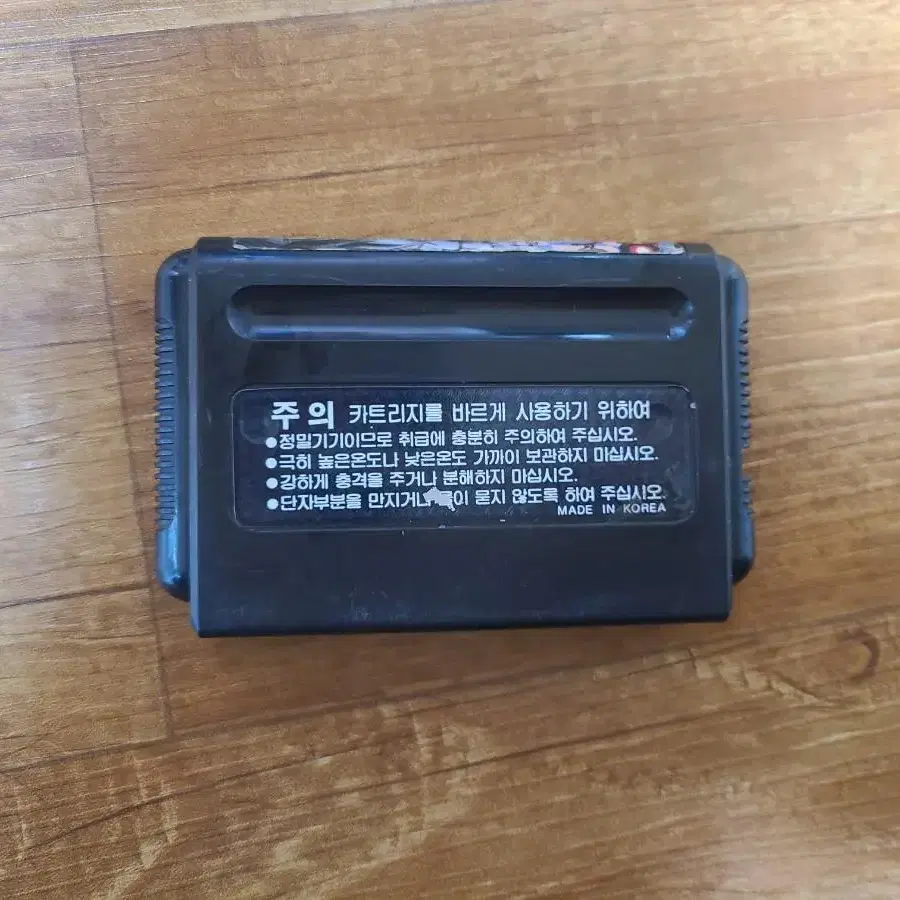 주의 카트리지를 바르게 사용하기 위하여
●정밀기기이므로 취급에 충분히 주의하여 주십시오.
●극히 높은온도나 낮은온도 가까이 보관하지 마십시오.
●강하게 충격을 주거나 분해하지 마십시오.
●단자부분을 만지거나 묻지 않도록 하여 주십시오.
MADE IN KOREA